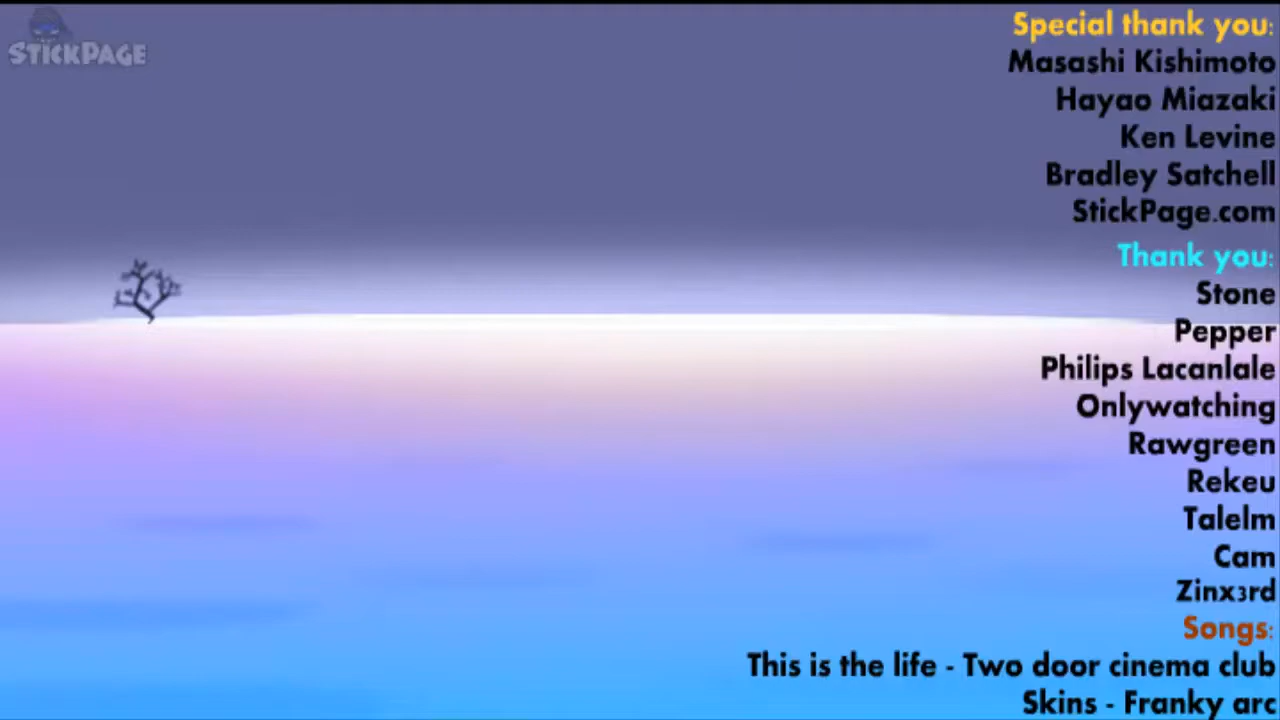 STICKPAGE
Special thank you:
Masashi Kishimoto
Hayao Miazaki
Ken Levine
Bradley Satchell
StickPage.com
Thank you:
Stone
Pepper
Philips Lacanlale
Onlywatching
Rawgreen
Rekeu
Talelm
Cam
Zinx3rd
Songs:
This is the life - Two door cinema club
Skins - Franky arc